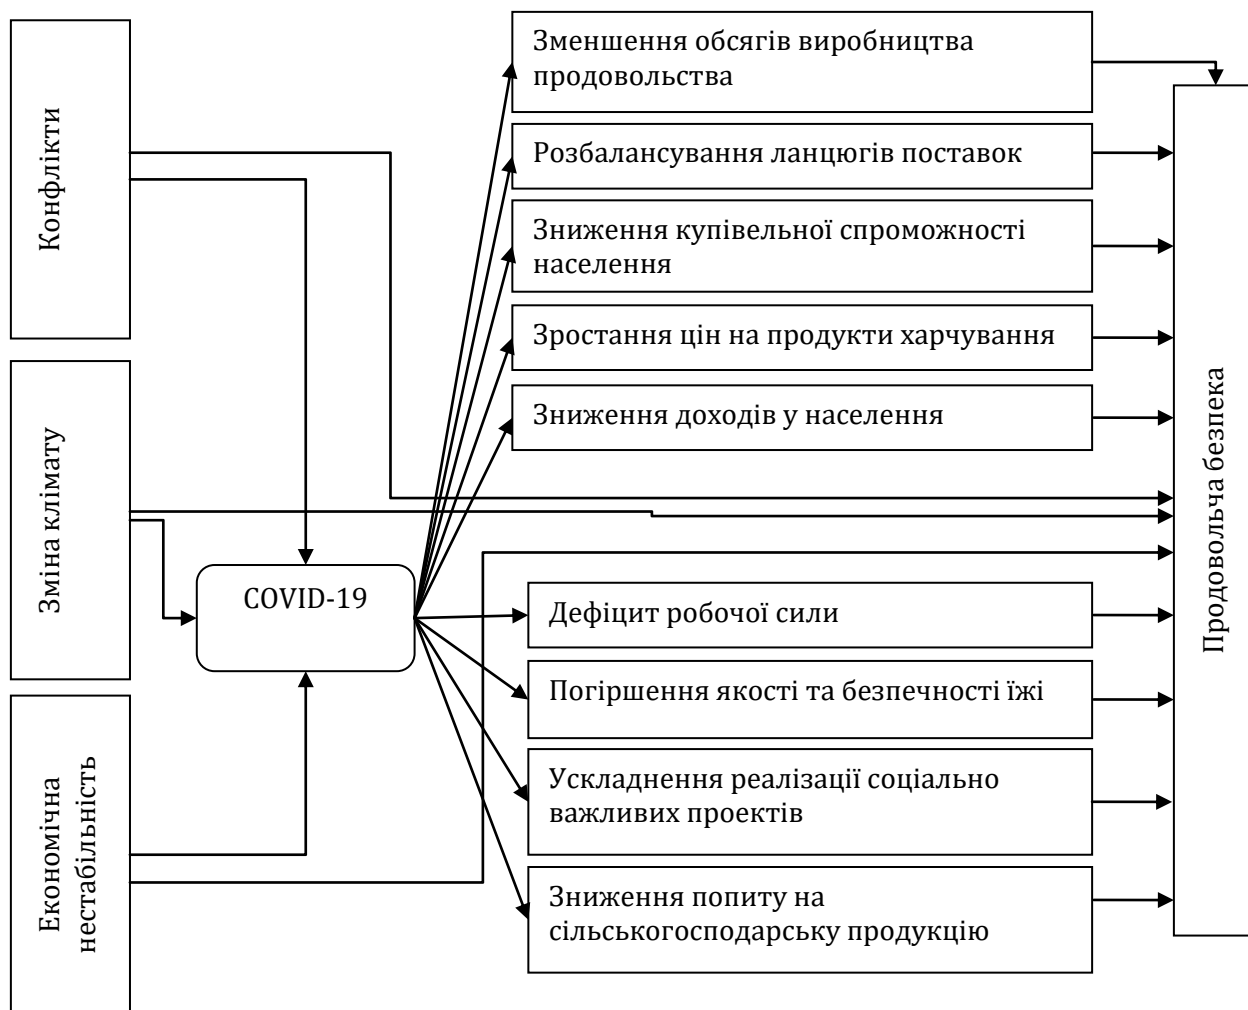 Конфлікти
Зміна клімату
Економічна
нестабільність
COVID-19
Зменшення обсягів виробництва
продовольства
Розбалансування ланцюгів поставок
Зниження купівельної спроможності
населення
Зростання цін на продукти харчування
Зниження доходів у населення
Дефіцит робочої сили
Погіршення якості та безпечності їжі
Ускладнення реалізації соціально
важливих проектів
Зниження попиту на
сільськогосподарську продукцію
Продовольча безпека